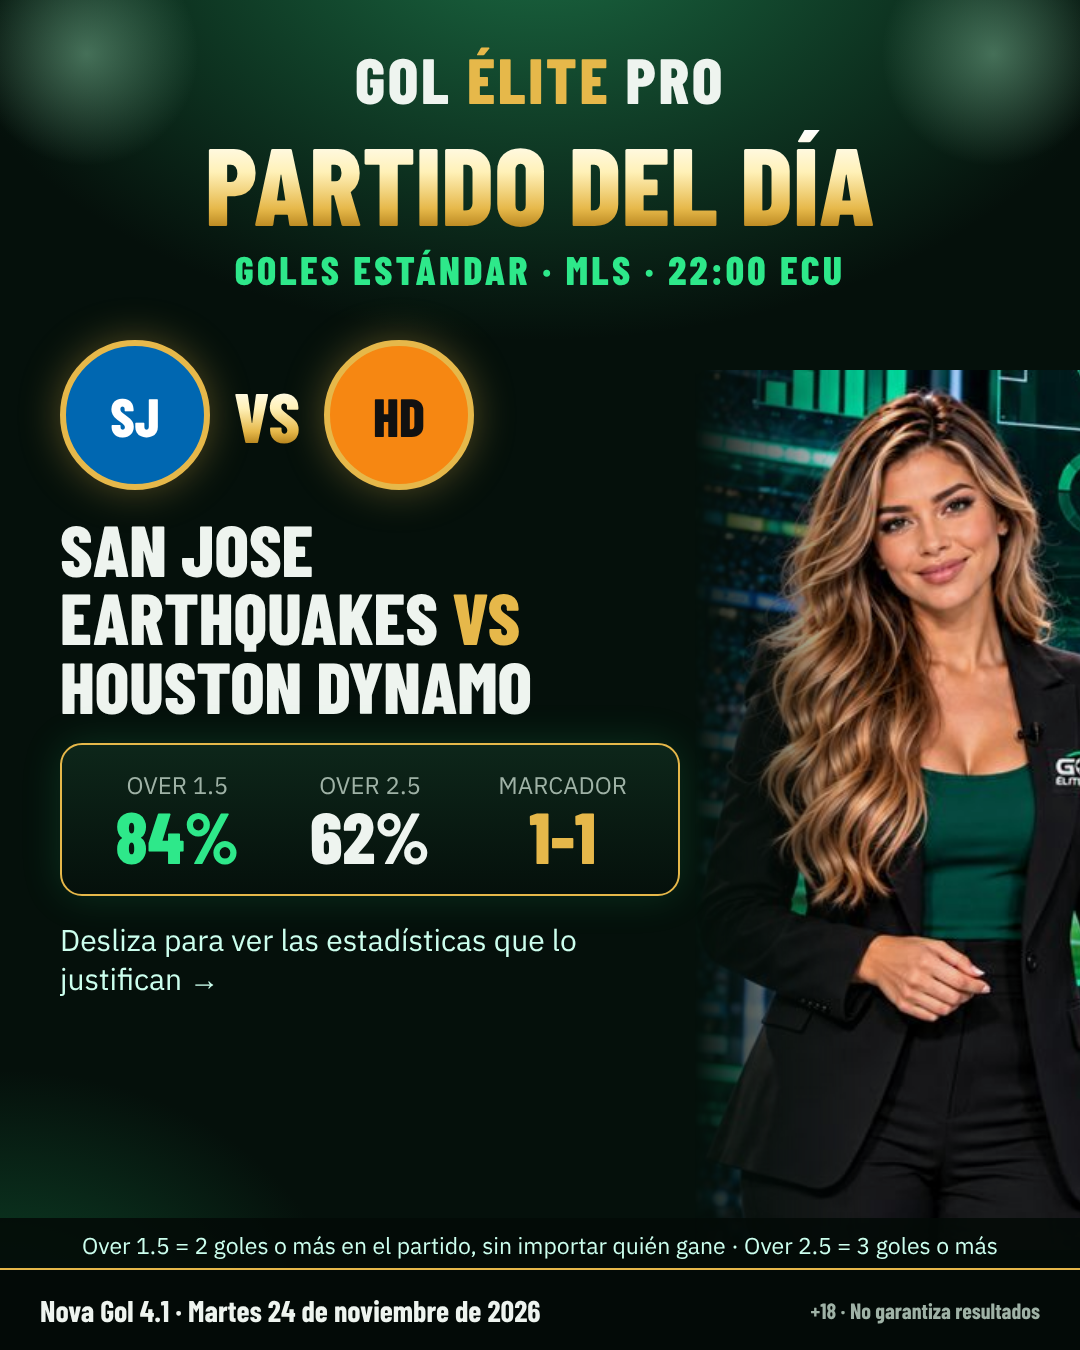 GOL ÉLITE PRO
PARTIDO DEL DÍA
GOLES ESTÁNDAR · MLS · 22:00 ECU
SJ VS HD
SAN JOSE
EARTHQUAKES VS
HOUSTON DYNAMO
OVER 1.5 OVER 2.5 MARCADOR
84% 62% 1-1
Desliza para ver las estadísticas que lo
justifican →
Over 1.5 = 2 goles o más en el partido, sin importar quién gane · Over 2.5 = 3 goles o más
Nova Gol 4.1 · Martes 24 de noviembre de 2026
+18 · No garantiza resultados